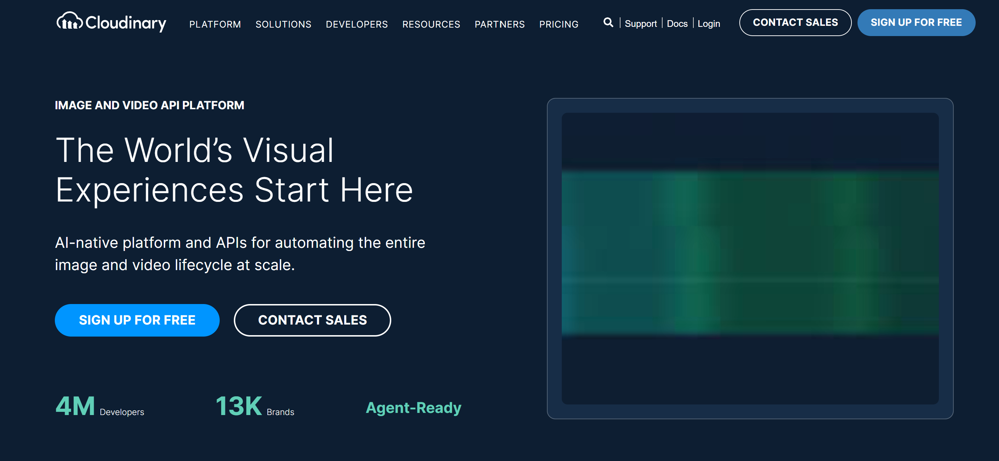 Cloudinary
PLATFORM SOLUTIONS DEVELOPERS RESOURCES PARTNERS PRICING
Support Docs Login
CONTACT SALES
SIGN UP FOR FREE
IMAGE AND VIDEO API PLATFORM
The World’s Visual
Experiences Start Here
AI-native platform and APIs for automating the entire
image and video lifecycle at scale.
SIGN UP FOR FREE
CONTACT SALES
4M Developers
13K Brands
Agent-Ready